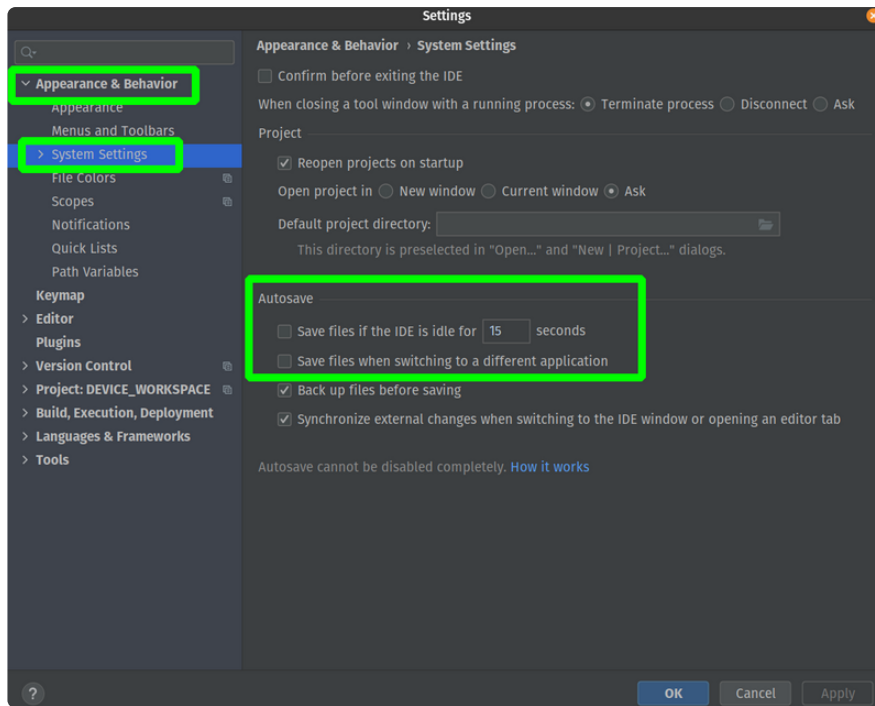 Settings
Appearance & Behavior
Appearance
Menus and Toolbars
System Settings
File Colors
Scopes
Notifications
Quick Lists
Path Variables
Keymap
Editor
Plugins
Version Control
Project: DEVICE_WORKSPACE
Build, Execution, Deployment
Languages & Frameworks
Tools
Appearance & Behavior › System Settings
Confirm before exiting the IDE
When closing a tool window with a running process: Terminate process Disconnect Ask
Project
Reopen projects on startup
Open project in New window Current window Ask
Default project directory:
This directory is preselected in "Open..." and "New | Project..." dialogs.
Autosave
Save files if the IDE is idle for 15 seconds
Save files when switching to a different application
Back up files before saving
Synchronize external changes when switching to the IDE window or opening an editor tab
Autosave cannot be disabled completely. How it works
? OK Cancel Apply